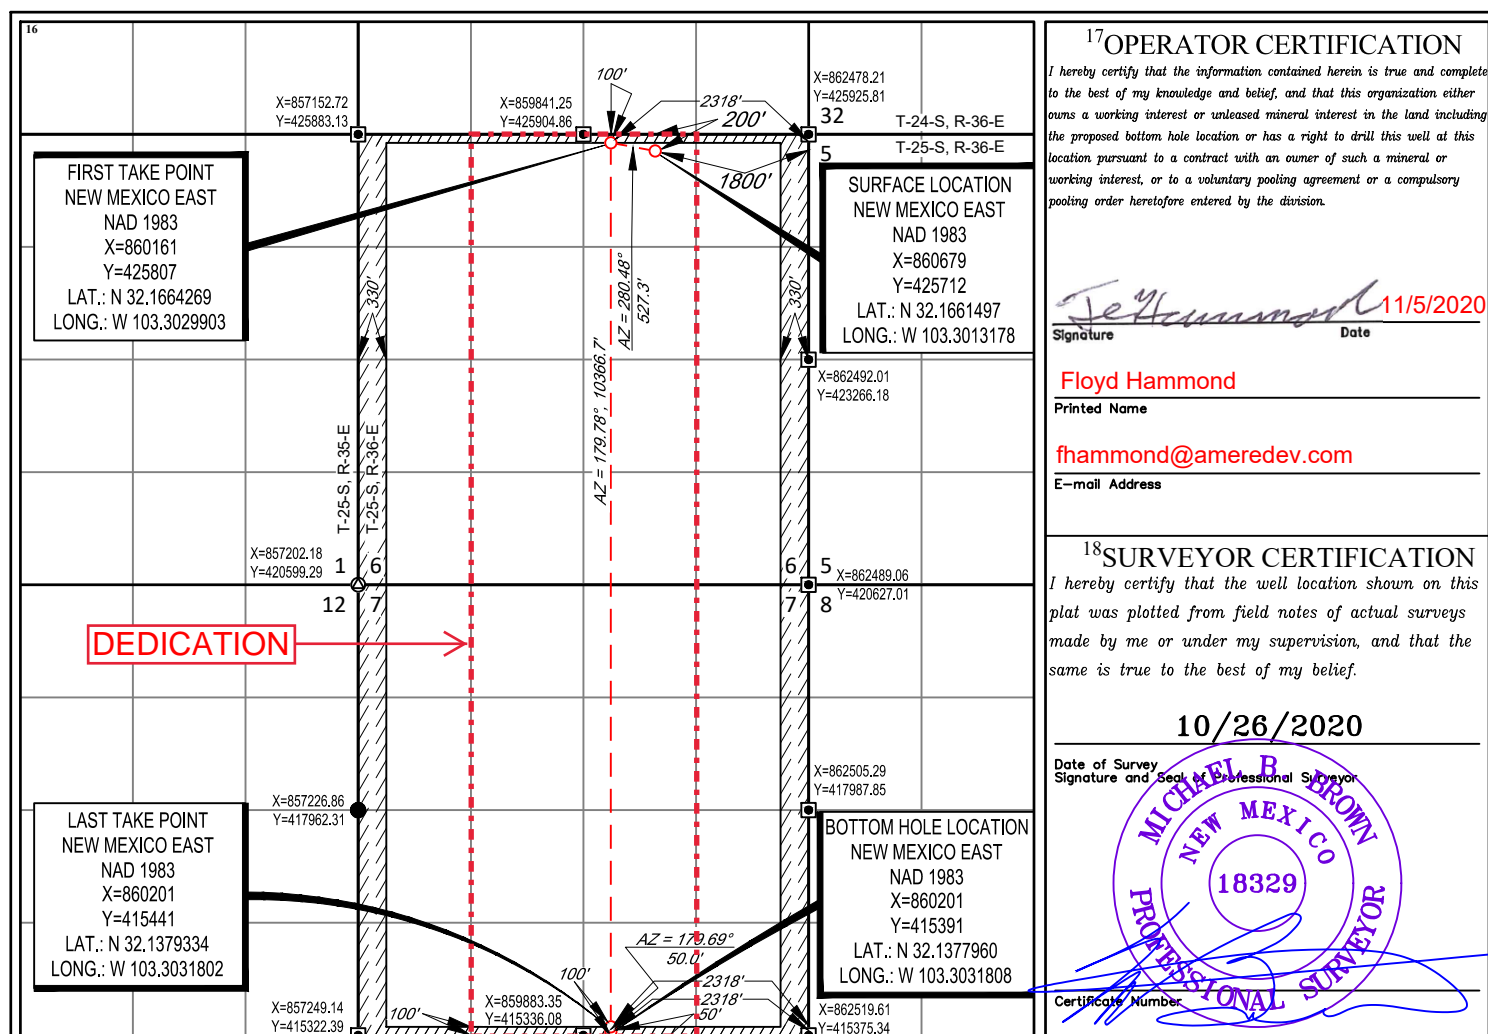 16
X=857152.72
Y=425883.13
X=859841.25
Y=425904.86
100'
2318'
200'
X=862478.21
Y=425925.81
32
T-24-S, R-36-E
T-25-S, R-36-E
5
1800'
FIRST TAKE POINT
NEW MEXICO EAST
NAD 1983
X=860161
Y=425807
LAT.: N 32.1664269
LONG.: W 103.3029903
SURFACE LOCATION
NEW MEXICO EAST
NAD 1983
X=860679
Y=425712
LAT.: N 32.1661497
LONG.: W 103.3013178
330'
AZ = 280.48°
527.3'
330'
AZ = 179.78°, 10366.7'
X=862492.01
Y=423266.18
T-25-S, R-35-E
T-25-S, R-36-E
X=857202.18
Y=420599.29
1 6
12 7
6 5
7 8
X=862489.06
Y=420627.01
DEDICATION
X=862505.29
Y=417987.85
X=857226.86
Y=417962.31
LAST TAKE POINT
NEW MEXICO EAST
NAD 1983
X=860201
Y=415441
LAT.: N 32.1379334
LONG.: W 103.3031802
BOTTOM HOLE LOCATION
NEW MEXICO EAST
NAD 1983
X=860201
Y=415391
LAT.: N 32.1377960
LONG.: W 103.3031808
AZ = 179.69°
50.0'
100'
2318'
2318'
50'
X=857249.14
Y=415322.39
100'
X=859883.35
Y=415336.08
X=862519.61
Y=415375.34
17OPERATOR CERTIFICATION
I hereby certify that the information contained herein is true and complete
to the best of my knowledge and belief, and that this organization either
owns a working interest or unleased mineral interest in the land including
the proposed bottom hole location or has a right to drill this well at this
location pursuant to a contract with an owner of such a mineral or
working interest, or to a voluntary pooling agreement or a compulsory
pooling order heretofore entered by the division.
11/5/2020
Signature Date
Floyd Hammond
Printed Name
fhammond@ameredev.com
E-mail Address
18SURVEYOR CERTIFICATION
I hereby certify that the well location shown on this
plat was plotted from field notes of actual surveys
made by me or under my supervision, and that the
same is true to the best of my belief.
10/26/2020
Date of Survey
Signature and Seal of Professional Surveyor
MICHAEL B. BROWN
NEW MEXICO
18329
PROFESSIONAL SURVEYOR
Certificate Number